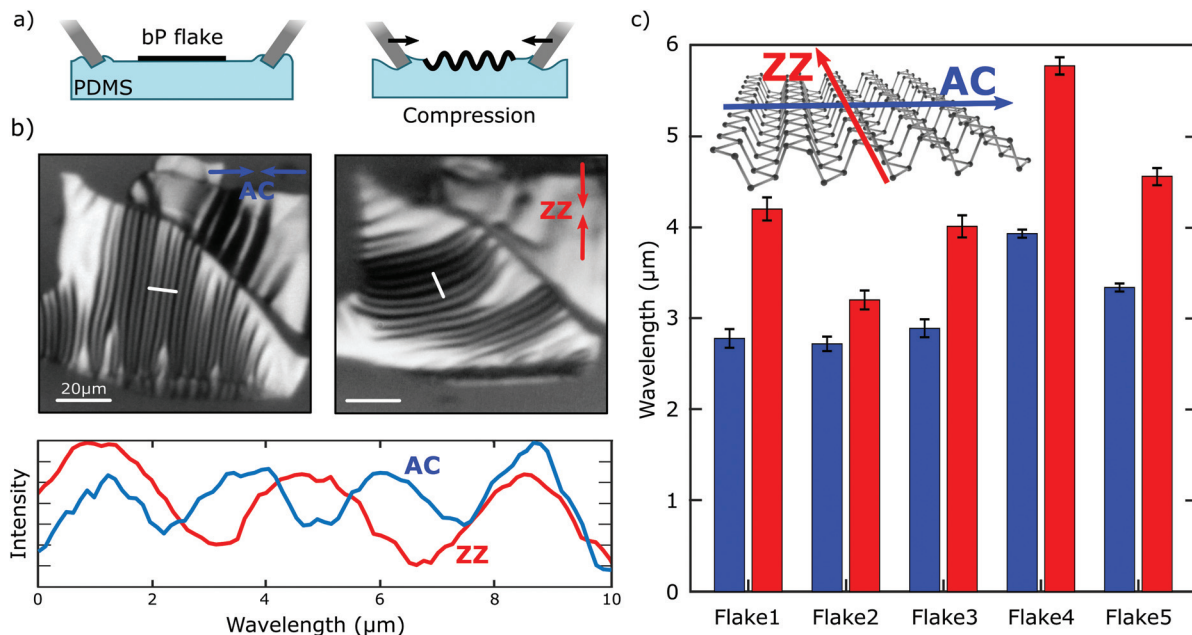 a)
bP flake
PDMS
Compression
b)
AC
20µm
ZZ
Intensity
AC
ZZ
0 2 4 6 8 10
Wavelength (µm)
c)
Wavelength (µm)
6
5
4
3
2
1
0
ZZ
AC
Flake1 Flake2 Flake3 Flake4 Flake5